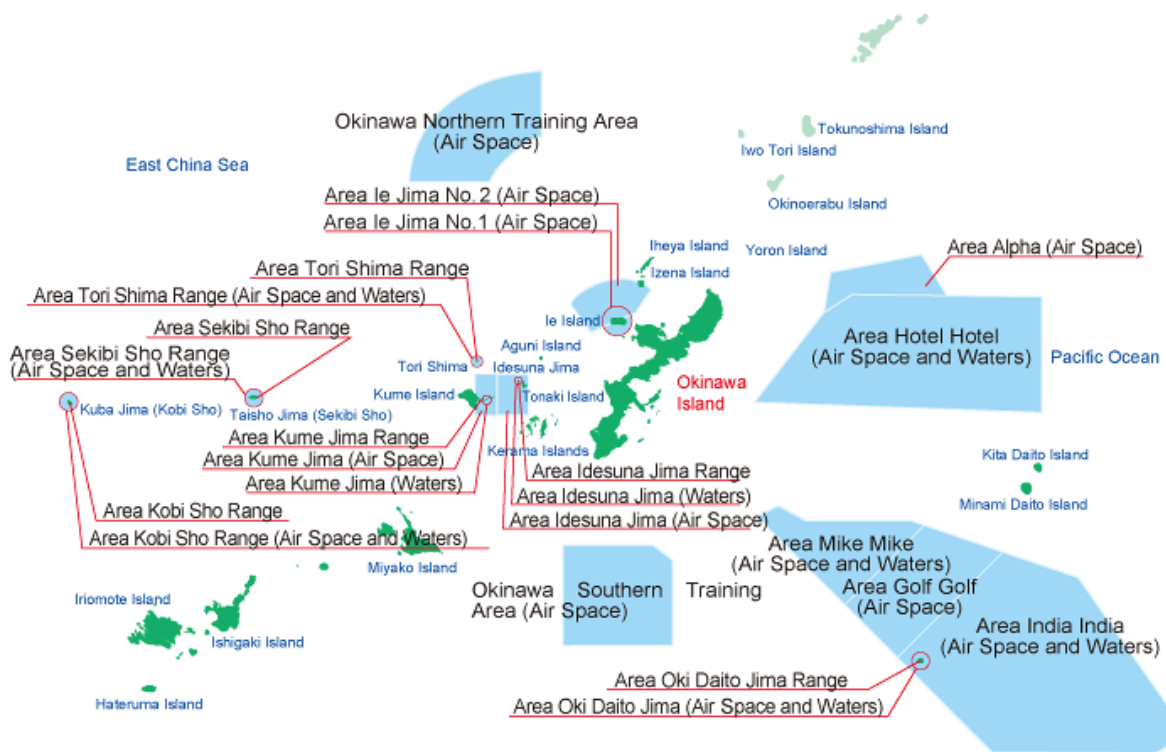 Okinawa Northern Training Area
(Air Space)
Tokunoshima Island
Iwo Tori Island
East China Sea
Area Ie Jima No.2 (Air Space)
Area Ie Jima No.1 (Air Space)
Okinoerabu Island
Iheya Island
Yoron Island
Area Alpha (Air Space)
Izena Island
Area Tori Shima Range
Area Tori Shima Range (Air Space and Waters)
Ie Island
Area Sekibi Sho Range
Area Hotel Hotel
(Air Space and Waters)
Pacific Ocean
Area Sekibi Sho Range
(Air Space and Waters)
Aguni Island
Tori Shima
Idesuna Jima
Okinawa
Island
Kume Island
Tonaki Island
Kuba Jima (Kobi Sho)
Taisho Jima (Sekibi Sho)
Area Kume Jima Range
Kerama Islands
Area Kume Jima (Air Space)
Area Kume Jima (Waters)
Area Idesuna Jima Range
Area Idesuna Jima (Waters)
Area Idesuna Jima (Air Space)
Kita Daito Island
Minami Daito Island
Area Kobi Sho Range
Area Kobi Sho Range (Air Space and Waters)
Miyako Island
Area Mike Mike
(Air Space and Waters)
Okinawa Southern Training
Area (Air Space)
Area Golf Golf
(Air Space)
Iriomote Island
Ishigaki Island
Area India India
(Air Space and Waters)
Area Oki Daito Jima Range
Area Oki Daito Jima (Air Space and Waters)
Hateruma Island